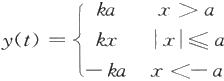 y(t) = { ka x > a
kx |x| ⩽ a
-ka x < -a